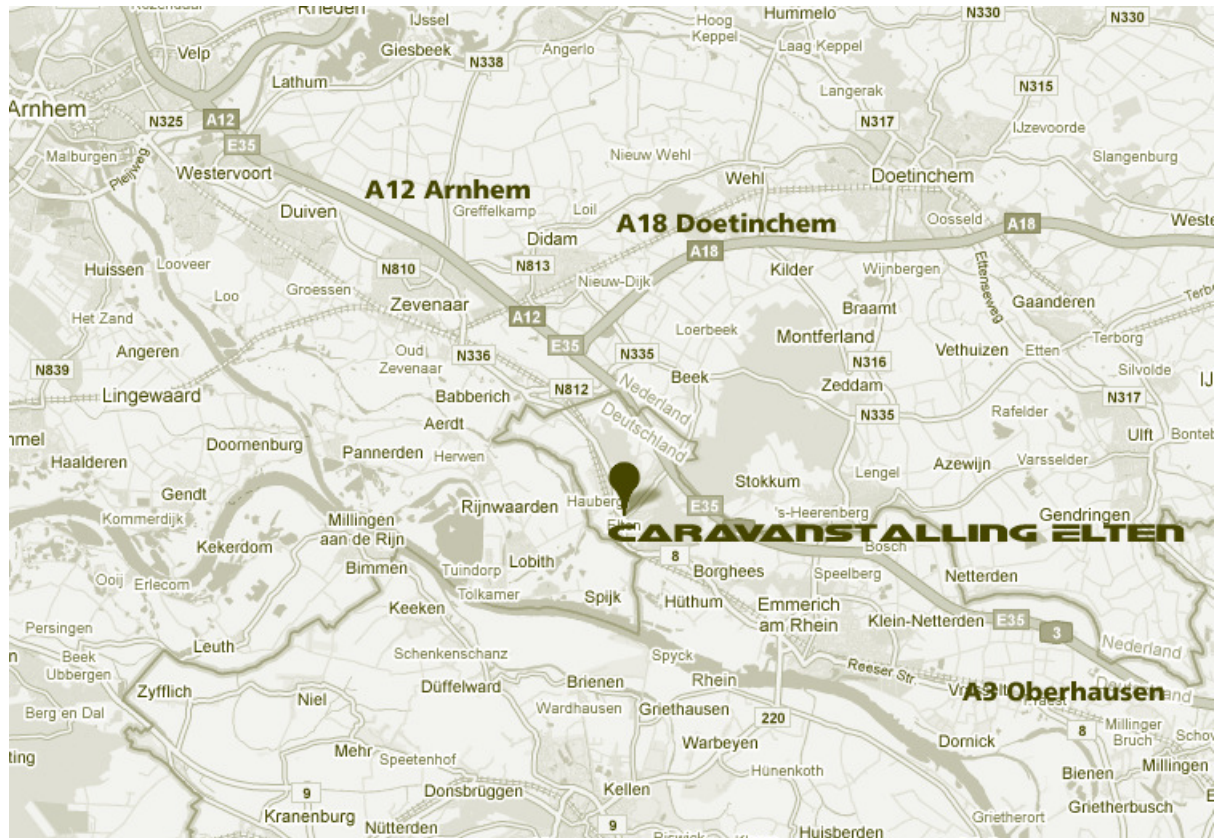 Rheden
IJssel
Hoog
Keppel
Hummelo
N330
N330
Velp
Giesbeek
Angerlo
Laag Keppel
N338
Lathum
Langerak
N315
Arnhem
N325
A12
N317
IJzevoorde
E35
Malburgen
Pleijweg
Westervoort
Nieuw Wehl
Wehl
Doetinchem
Slangenburg
A12 Arnhem
Duiven
Greffelkamp
Loil
A18 Doetinchem
Oosseld
A18
Didam
A18
Huissen
Looveer
N810
N813
Kilder
Wijnbergen
Ettenseweg
Loo
Groessen
Nieuw-Dijk
Zevenaar
Braamt
Gaanderen
Het Zand
A12
Loerbeek
Montferland
Angeren
E35
Terborg
Oud
Zevenaar
N336
N335
N316
Vethuizen
Etten
N839
Beek
Silvolde
Lingewaard
Babberich
N812
Nederland
Zeddam
N317
Aerdt
Deutschland
N335
Rafelder
Doornenburg
Pannerden
Herwen
Ulft
Haalderen
Lengel
Azewijn
Varsselder
Gendt
Stokkum
Kommerdijk
Rijnwaarden
Hauberg
E35
's-Heerenberg
Gendringen
Millingen
aan de Rijn
Elten
CARAVANSTALLING ELTEN
Kekerdom
8
Bosch
Ooij
Erlecom
Bimmen
Tuindorp
Lobith
Borghees
Speelberg
Netterden
Tolkamer
Spijk
Hüthum
Keeken
Emmerich
am Rhein
Klein-Netterden
E35
3
Persingen
Leuth
Nederland
Beek
Ubbergen
Schenkenschanz
Spyck
Reeser Str.
Zyfflich
Düffelward
Brienen
Rhein
A3 Oberhausen
Niel
Berg en Dal
Wardhausen
Griethausen
220
8
Millinger
Bruch
Mehr
Speetenhof
Warbeyen
Dornick
Hünenkoth
Bienen
Millingen
9
Donsbrüggen
Kellen
Kranenburg
Grietherbusch
Nütterden
9
Huisberden
Grietherort